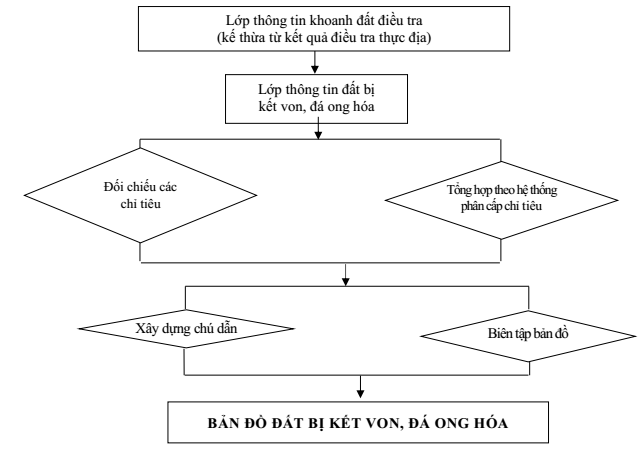 Lớp thông tin khoanh đất điều tra
(kế thừa từ kết quả điều tra thực địa)
Lớp thông tin đất bị
kết von, đá ong hóa
Đối chiếu các
chỉ tiêu
Tổng hợp theo hệ thống
phân cấp chỉ tiêu
Xây dựng chú dẫn
Biên tập bản đồ
BẢN ĐỒ ĐẤT BỊ KẾT VON, ĐÁ ONG HÓA